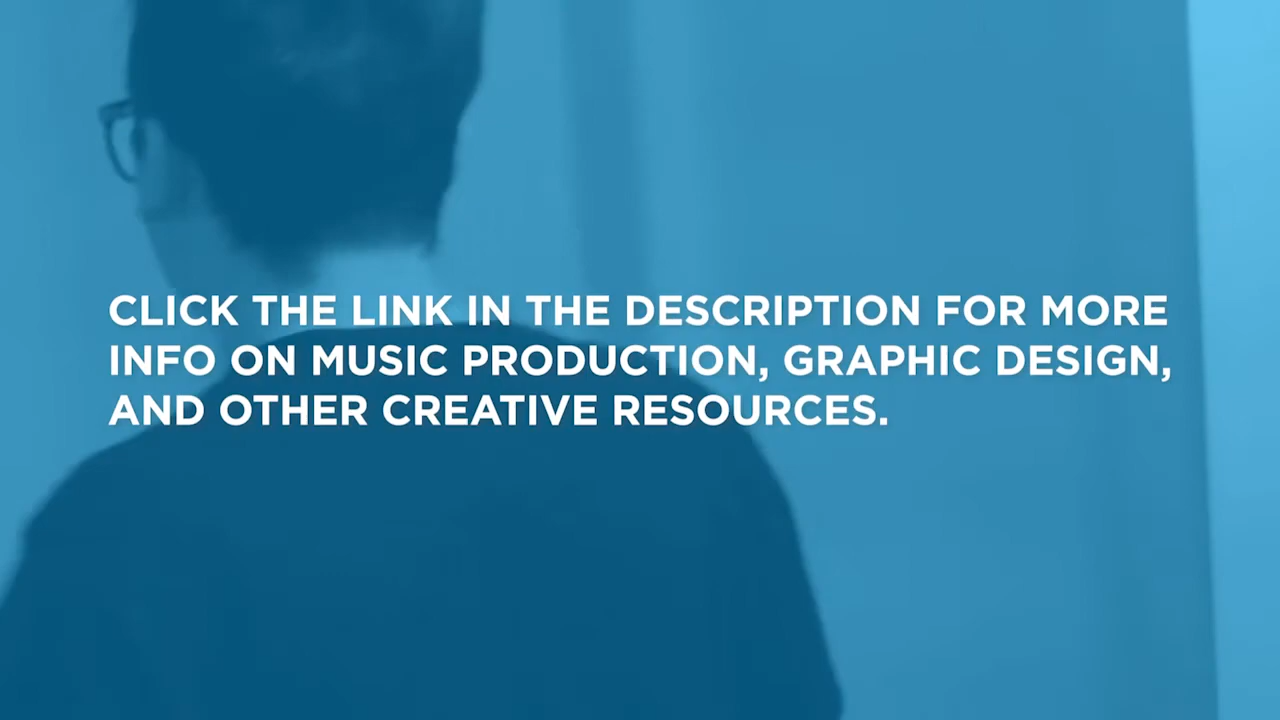 CLICK THE LINK IN THE DESCRIPTION FOR MORE
INFO ON MUSIC PRODUCTION, GRAPHIC DESIGN,
AND OTHER CREATIVE RESOURCES.